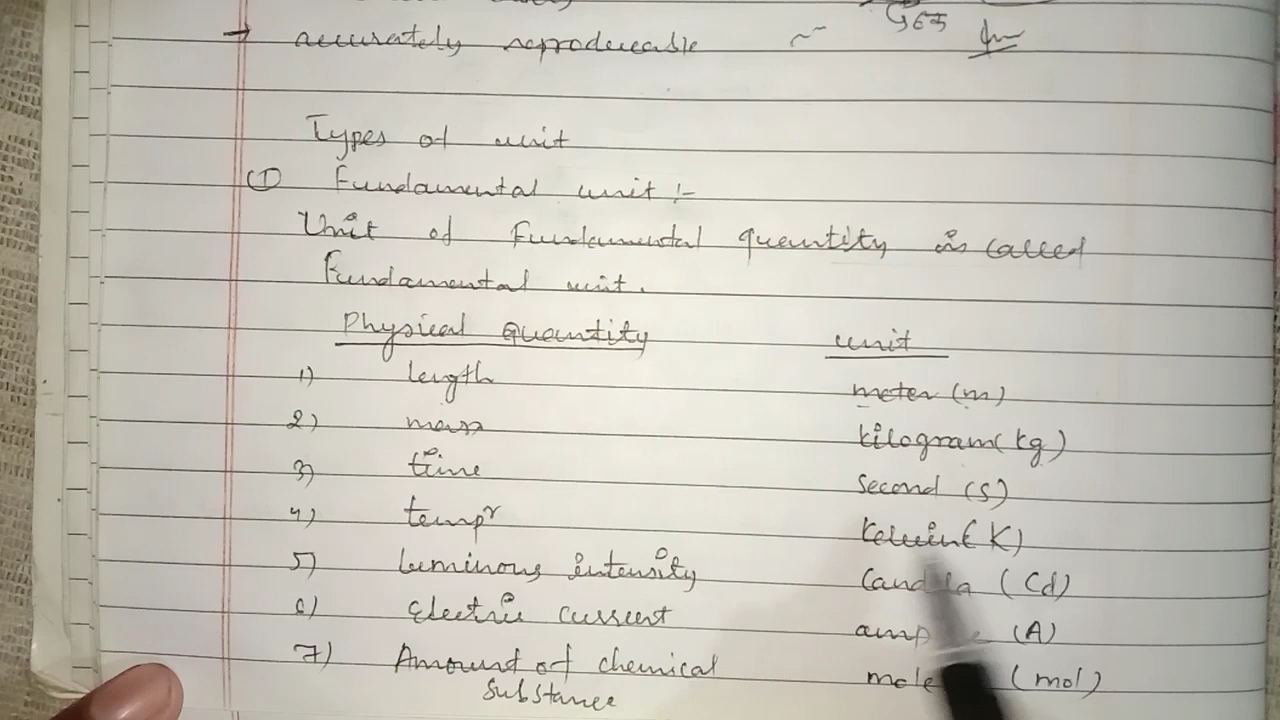 → accurately reproduceable
Types of unit
① Fundamental unit :-
Unit of Fundamental quantity is called
Fundamental unit.
Physical Quantity unit
1) length meter (m)
2) mass kilogram (kg)
3) time Second (s)
4) tempr kelvin (K)
5) Luminous intensity Candela (Cd)
6) Electric current ampere (A)
7) Amount of chemical mole (mol)
substance